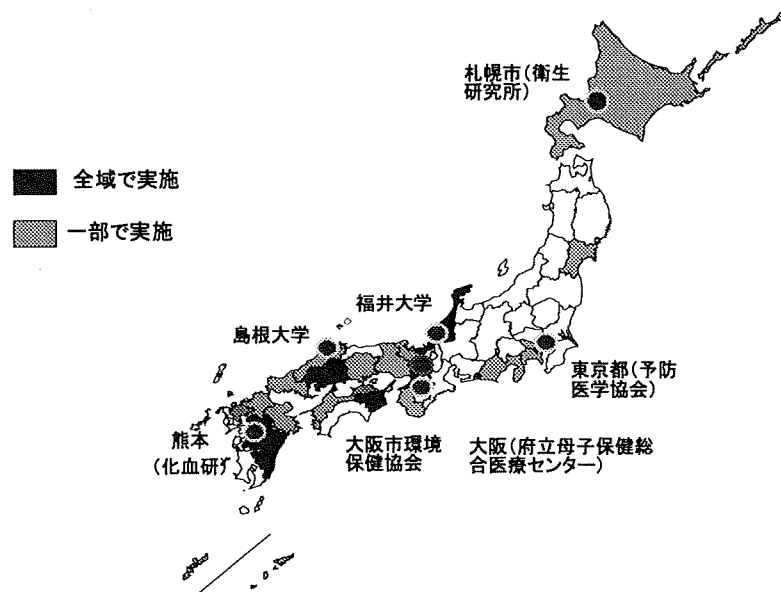 札幌市(衛生
研究所)
全域で実施
一部で実施
福井大学
島根大学
東京都(予防
医学協会)
熊本
(化血研)
大阪市環境
保健協会
大阪(府立母子保健総
合医療センター)